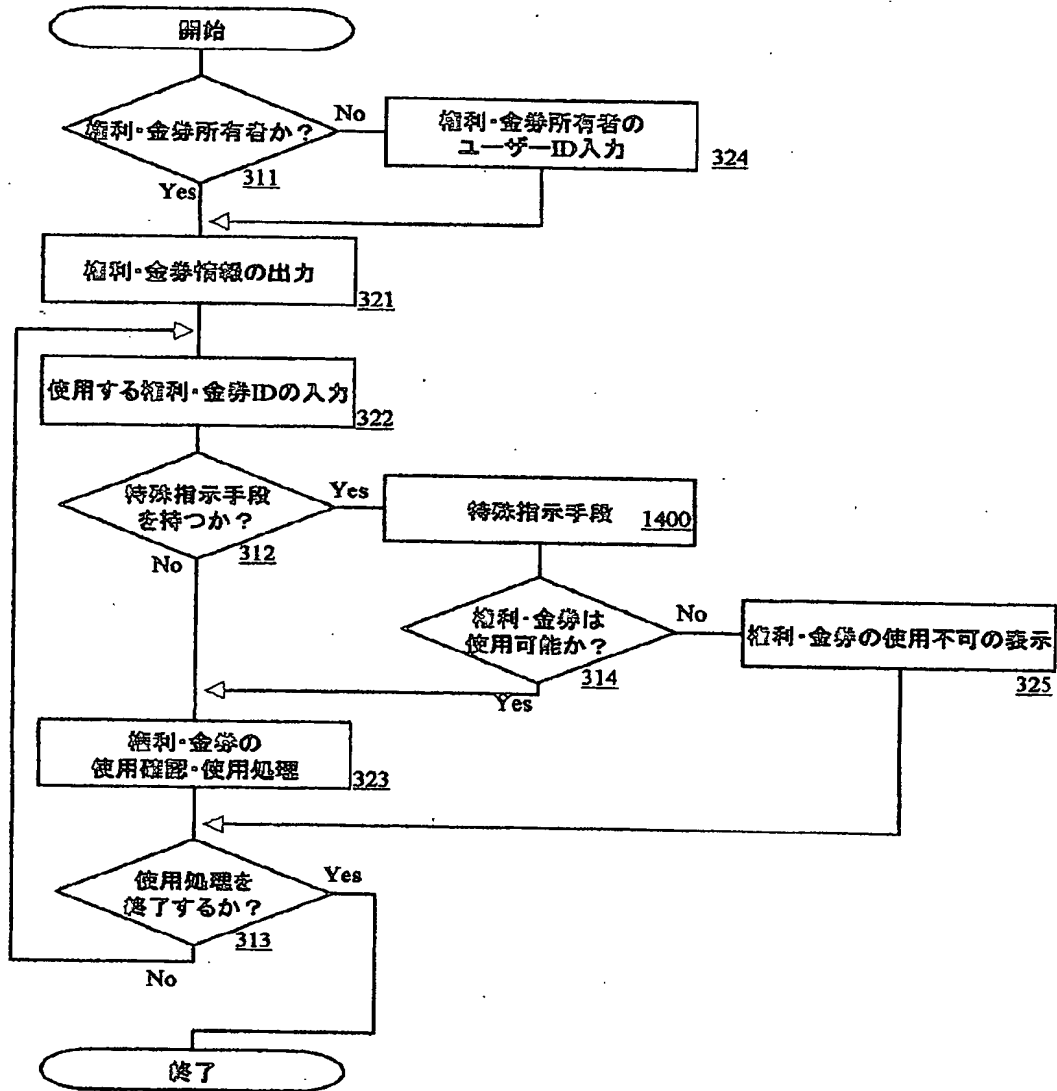 開始
権利・金券所有者か？
No
権利・金券所有者の
ユーザーID入力
324
311
Yes
権利・金券情報の出力
321
使用する権利・金券IDの入力
322
特殊指示手段
を持つか？
Yes
312
No
特殊指示手段
1400
権利・金券は
使用可能か？
No
314
Yes
権利・金券の使用不可の表示
325
権利・金券の
使用確認・使用処理
323
使用処理を
終了するか？
Yes
313
No
終了